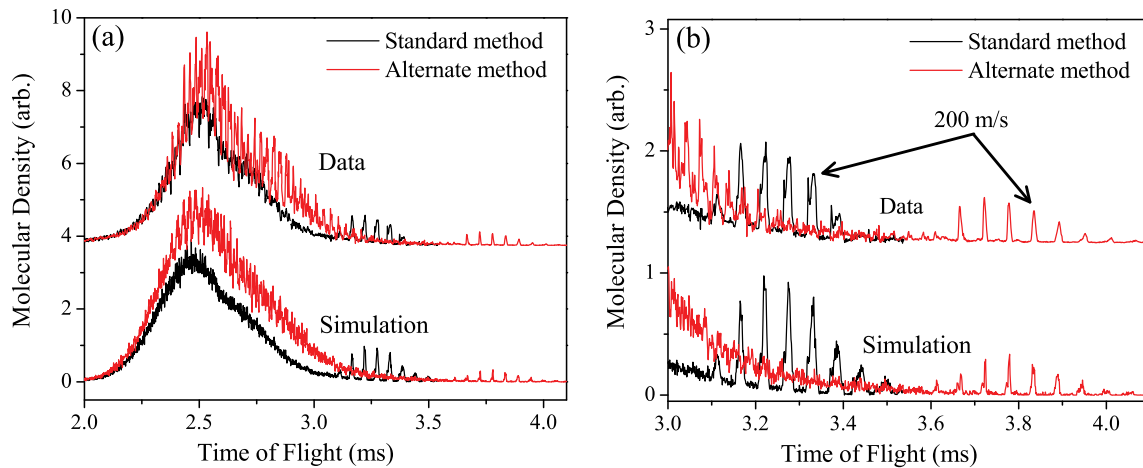 (a)
Standard method
Alternate method
Data
Simulation
10
8
6
4
2
0
2.0 2.5 3.0 3.5 4.0
Molecular Density (arb.)
Time of Flight (ms)
(b)
Standard method
Alternate method
200 m/s
Data
Simulation
3
2
1
0
3.0 3.2 3.4 3.6 3.8 4.0
Molecular Density (arb.)
Time of Flight (ms)